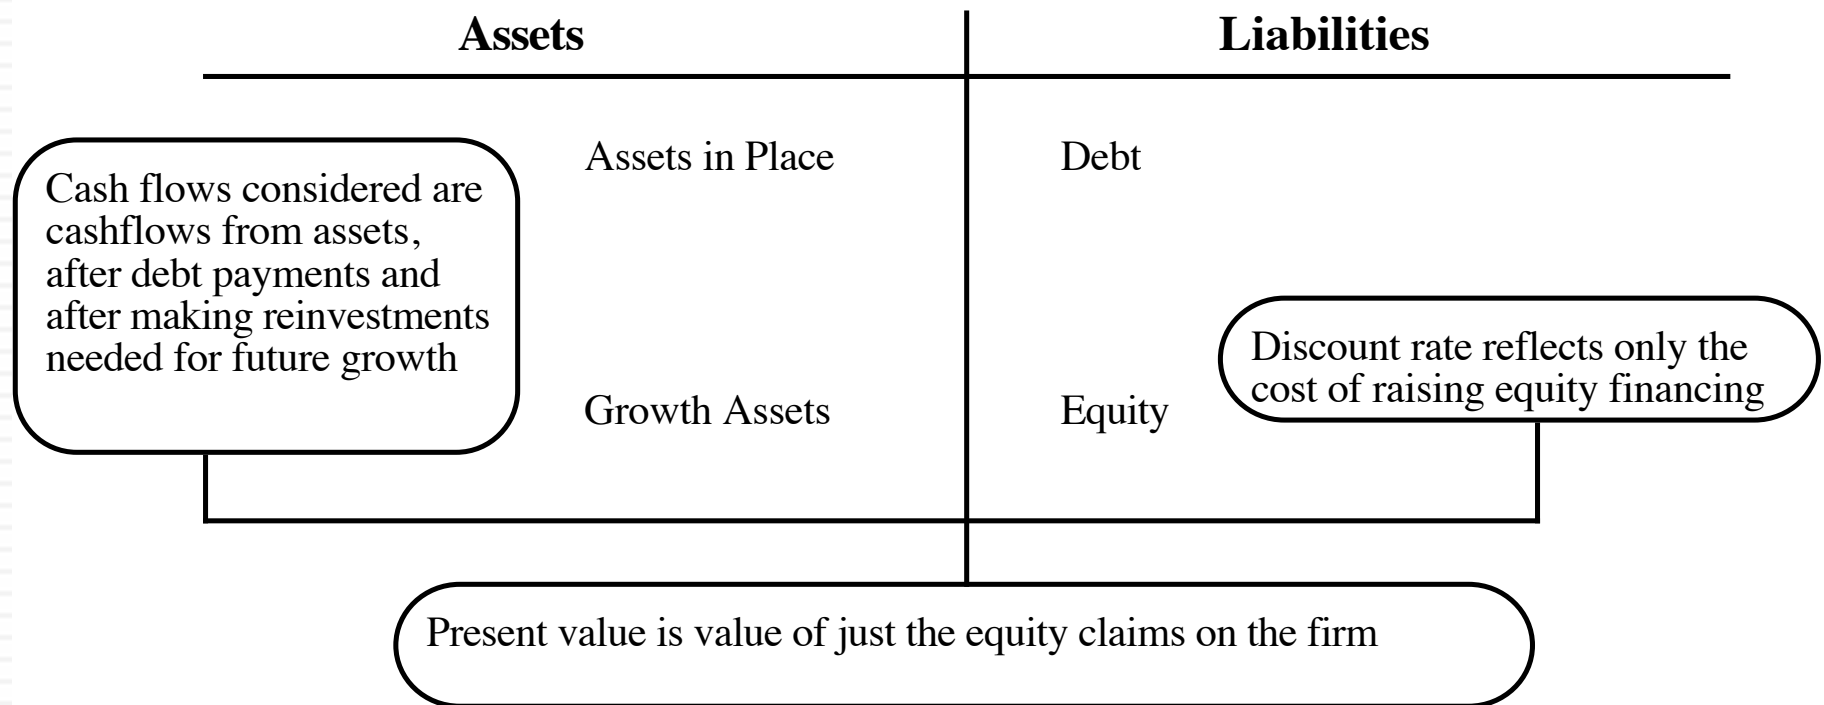 Assets
Liabilities
Assets in Place
Debt
Cash flows considered are
cashflows from assets,
after debt payments and
after making reinvestments
needed for future growth
Growth Assets
Equity
Discount rate reflects only the
cost of raising equity financing
Present value is value of just the equity claims on the firm